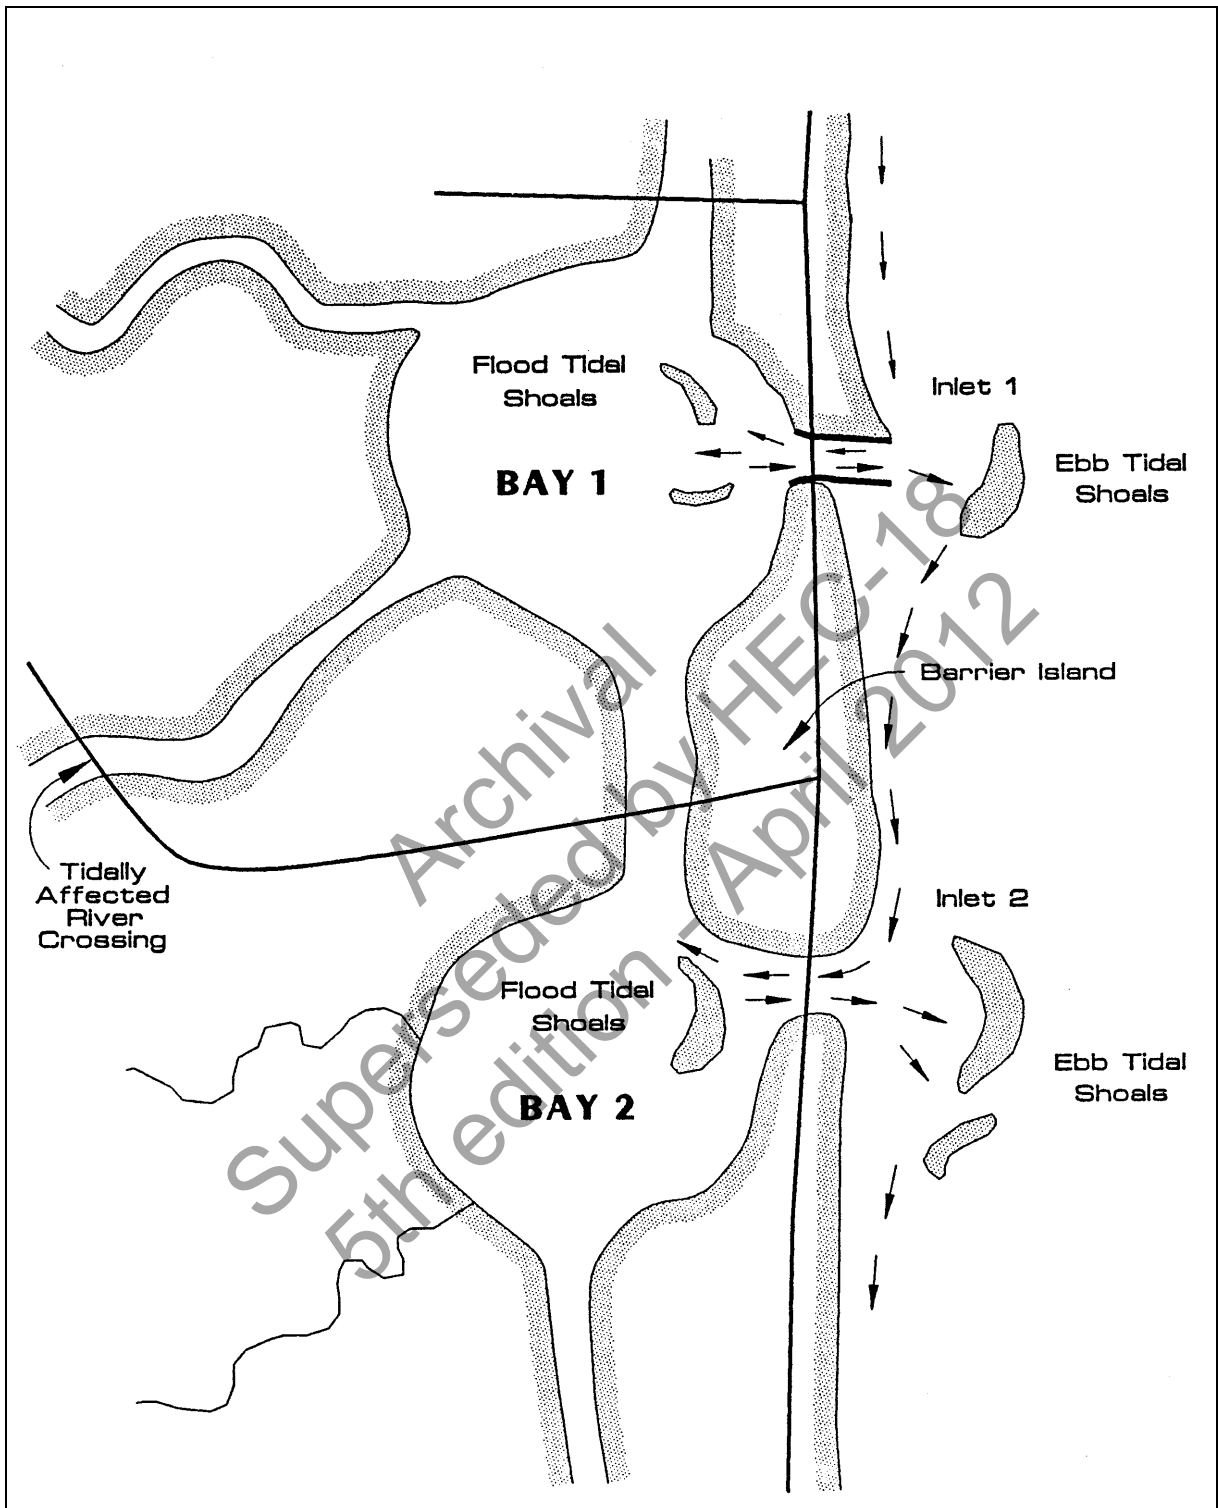 Flood Tidal
Shoals
Inlet 1
Ebb Tidal
Shoals
BAY 1
Barrier Island
Tidally
Affected
River
Crossing
Inlet 2
Flood Tidal
Shoals
Ebb Tidal
Shoals
BAY 2
Archival
Superseded by HEC-18
5th edition - April 2012